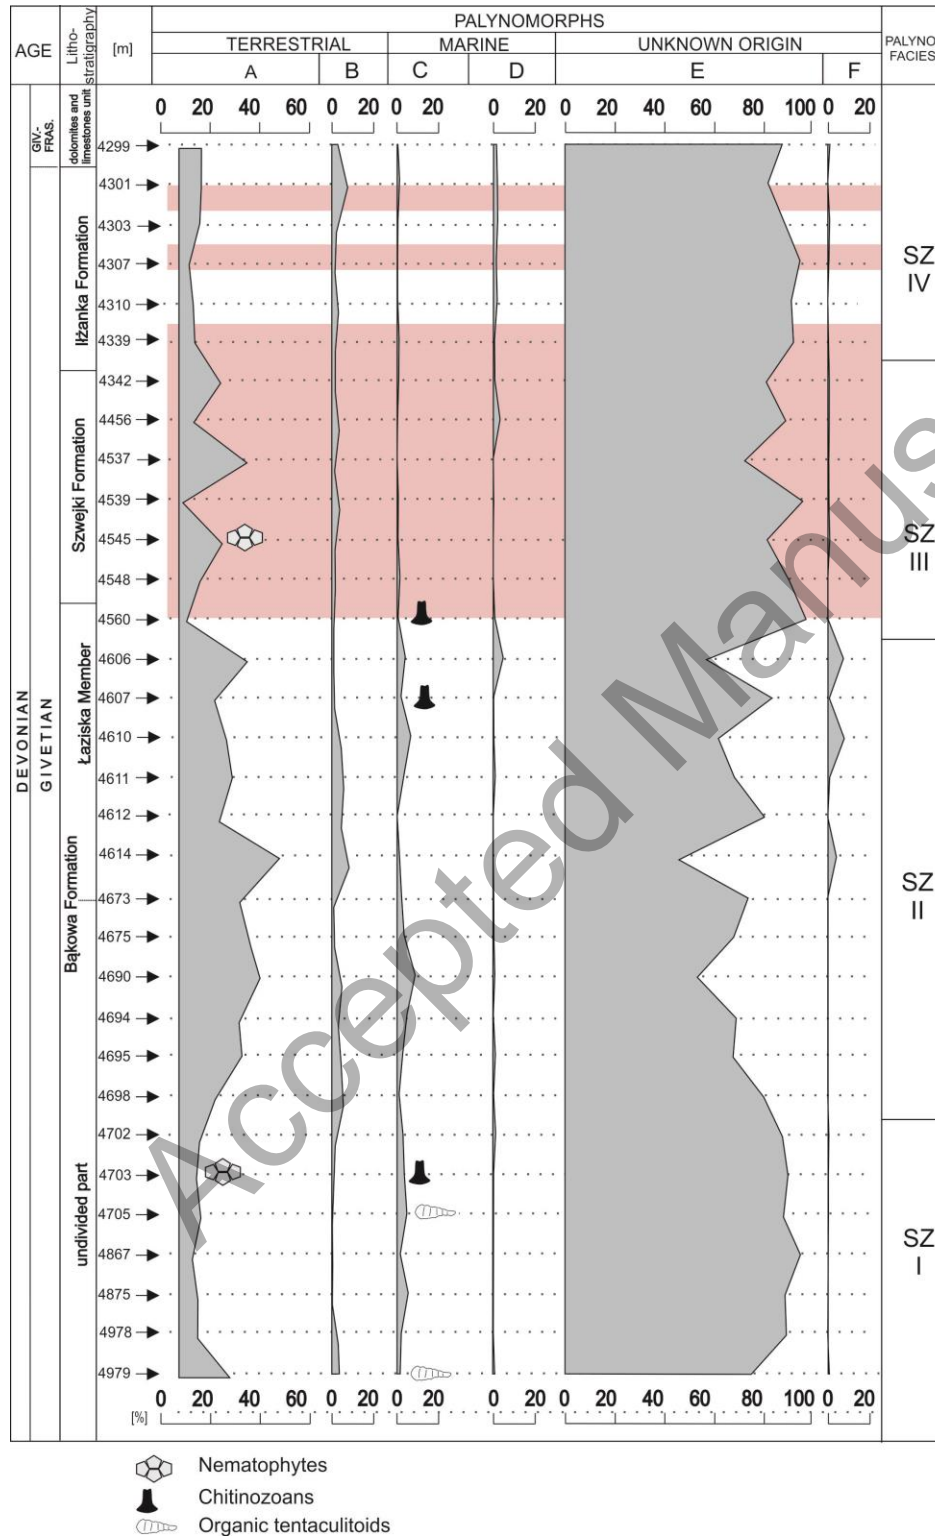 PALYNOMORPHS
AGE
Litho-
stratigraphy
[m]
TERRESTRIAL
MARINE
UNKNOWN ORIGIN
PALYNO
FACIES
A
B
C
D
E
F
GIV.-
FRAS.
dolomites and
limestones unit
0 20 40 60 0 20 0 20 0 20 0 20 40 60 80 100 0 20
4299
4301
4303
4307
4310
4339
4342
4456
4537
4539
4545
4548
4560
4606
4607
4610
4611
4612
4614
4673
4675
4690
4694
4695
4698
4702
4703
4705
4867
4875
4978
4979
DEVONIAN
GIVETIAN
Iłżanka Formation
Szwejki Formation
Łaziska Member
Bąkowa Formation
undivided part
SZ
IV
SZ
III
SZ
II
SZ
I
0 20 40 60 0 20 0 20 0 20 0 20 40 60 80 100 0 20
[%]
Accepted Manus
Nematophytes
Chitinozoans
Organic tentaculitoids